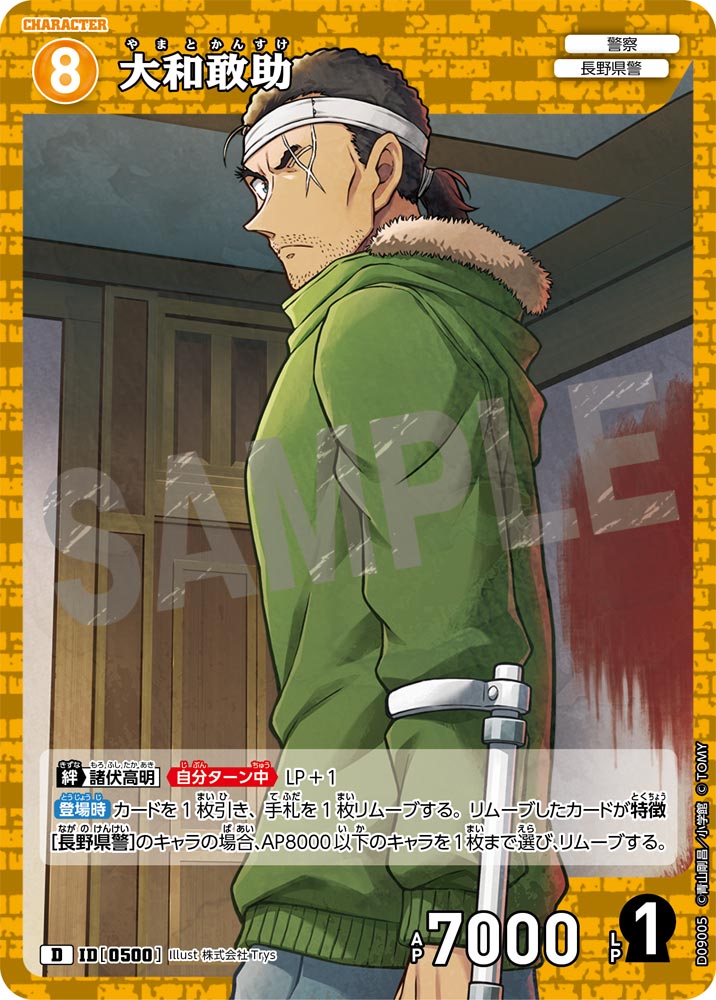 CHARACTER
8
やまとかんすけ
大和敢助
警察
長野県警
SAMPLE
きずな もろ ふし たか あき じ ぶん ちゅう
絆 諸伏高明 自分ターン中 LP+1
とうじょう じ まい ひ て ふだ まい とくちょう
登場時 カードを1枚引き、手札を1枚リムーブする。リムーブしたカードが特徴
なが の けんけい ば あい い か まい えら
[長野県警]のキャラの場合、AP8000以下のキャラを1枚まで選び、リムーブする。
AP 7000 LP 1
D ID[0500] Illust 株式会社Trys
D09005 ©青山剛昌/小学館 ©TOMY